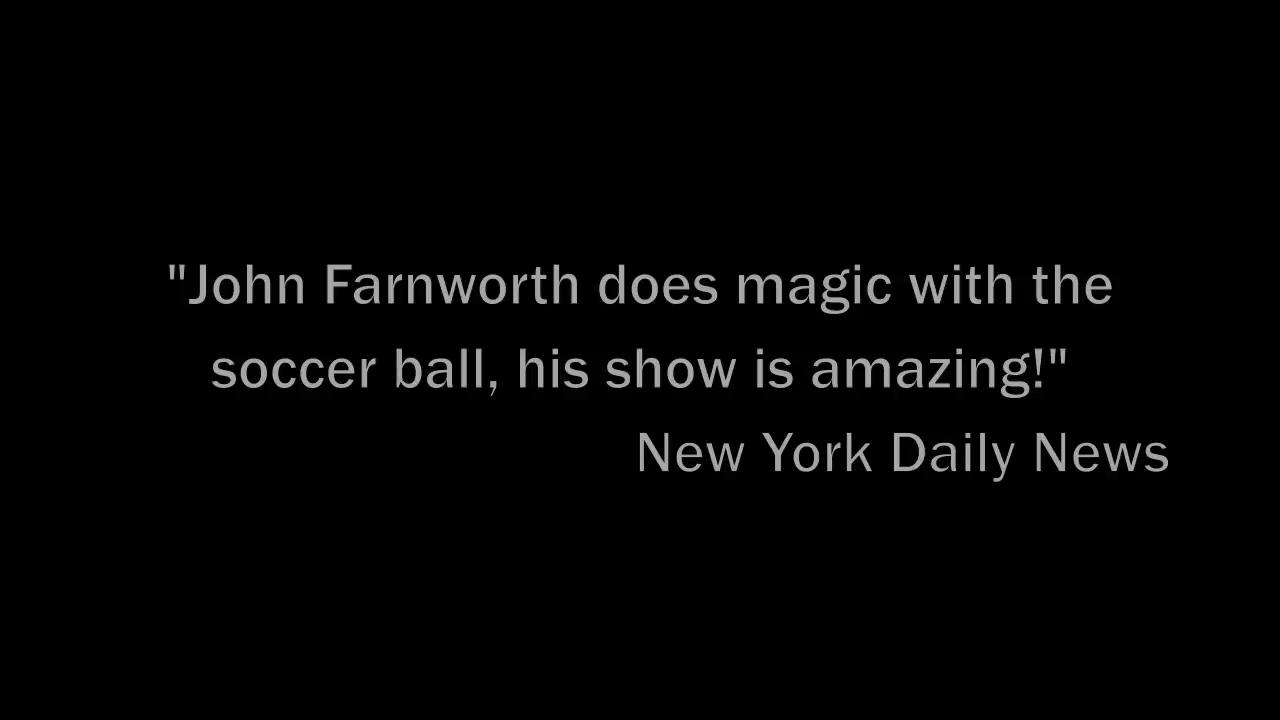 "John Farnworth does magic with the
soccer ball, his show is amazing!"
New York Daily News